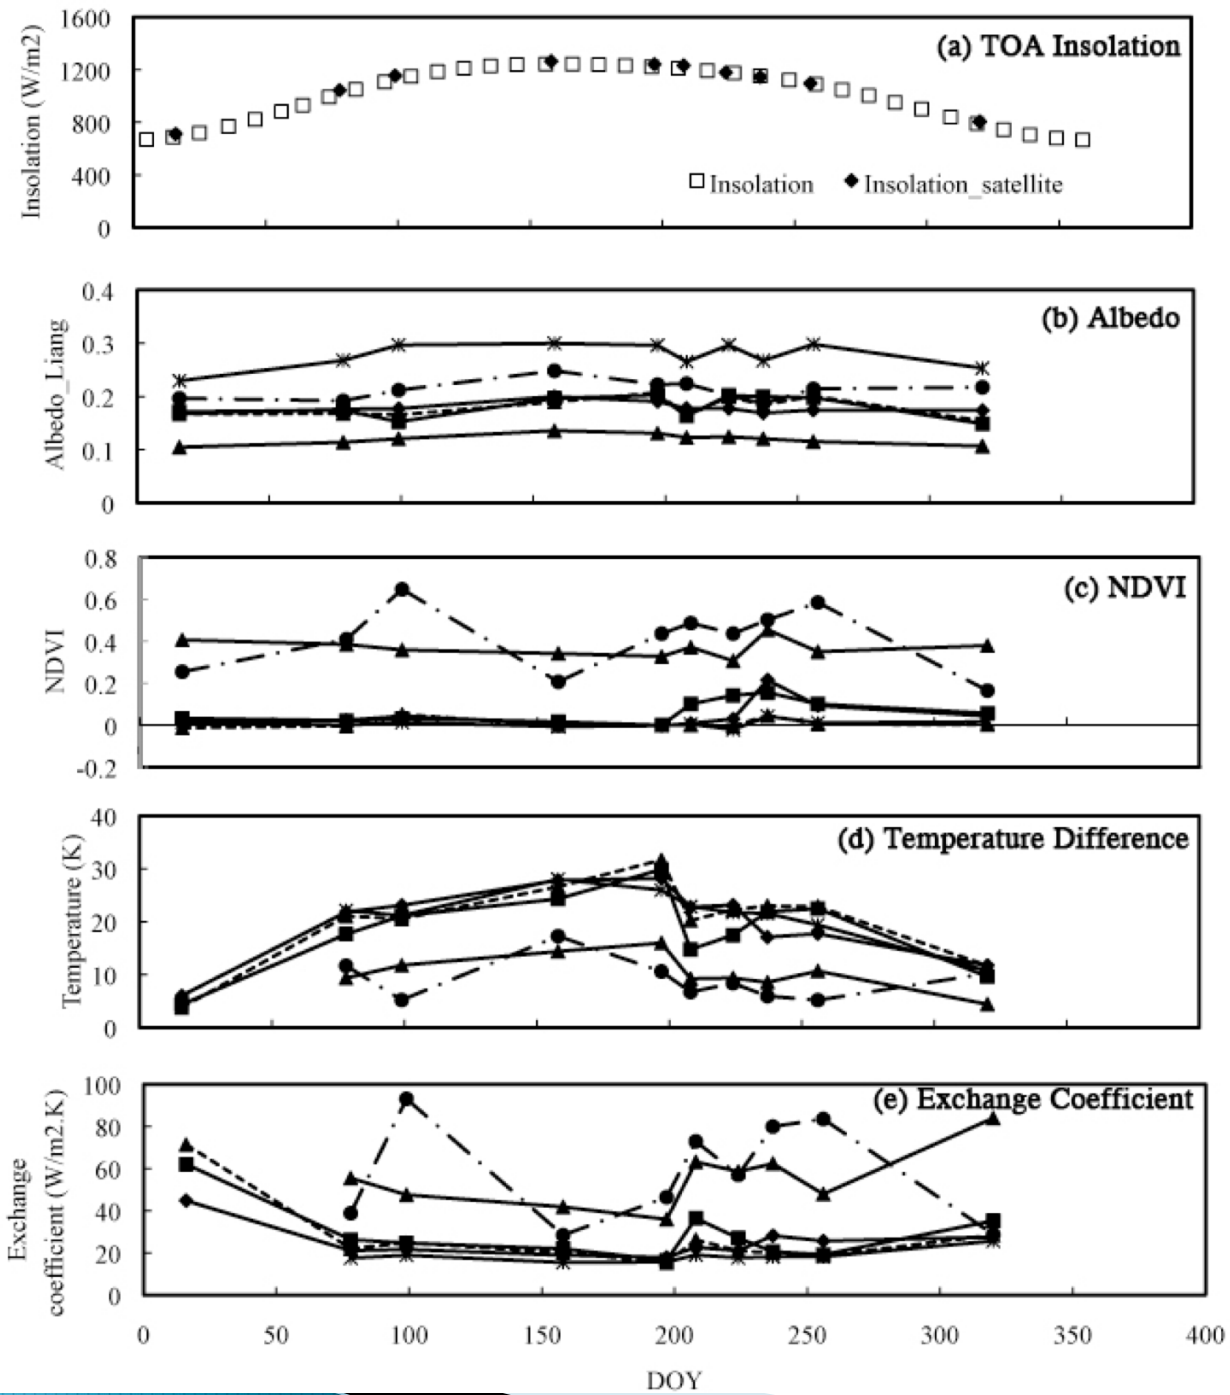 1600
1200
800
400
0
Insolation (W/m2)
(a) TOA Insolation
Insolation
Insolation_satellite
0.4
0.3
0.2
0.1
0
Albedo_Liang
(b) Albedo
0.8
0.6
0.4
0.2
0
-0.2
NDVI
(c) NDVI
40
30
20
10
0
Temperature (K)
(d) Temperature Difference
100
80
60
40
20
0
Exchange
coefficient (W/m2.K)
(e) Exchange Coefficient
0 50 100 150 200 250 300 350 400
DOY